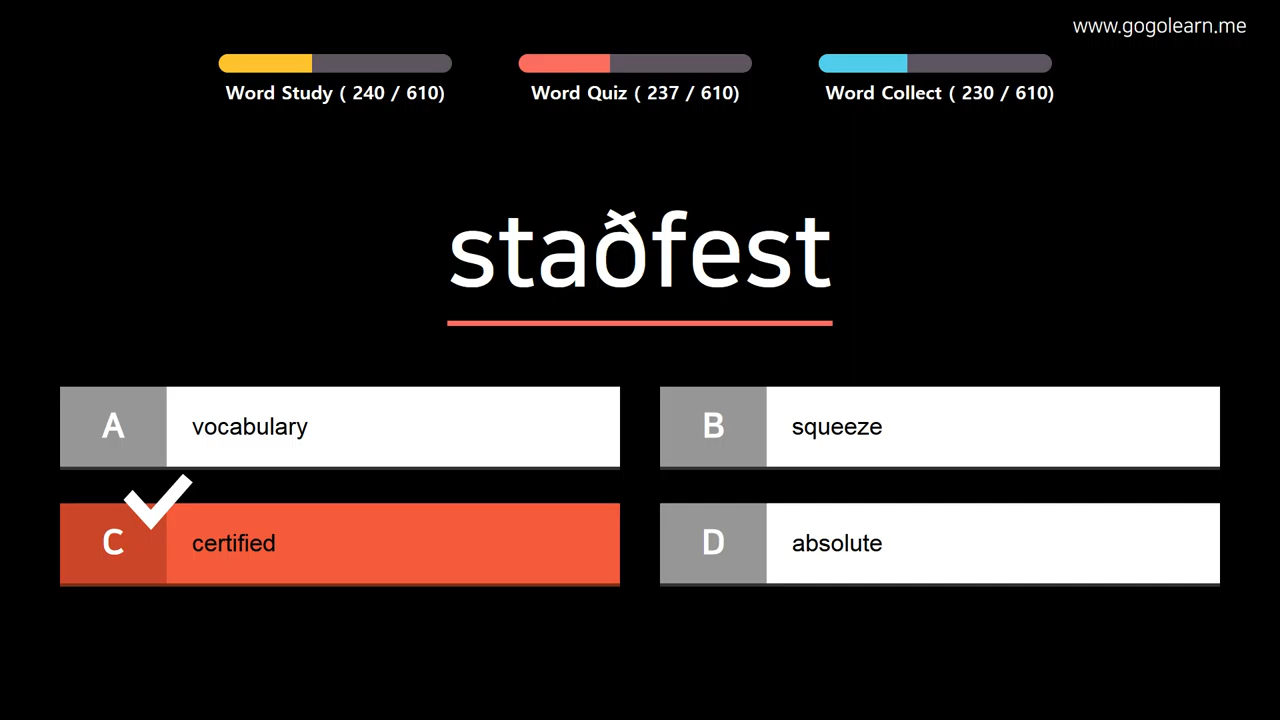 www.gogolearn.me
Word Study ( 240 / 610)
Word Quiz ( 237 / 610)
Word Collect ( 230 / 610)
staðfest
A vocabulary
B squeeze
C certified
D absolute